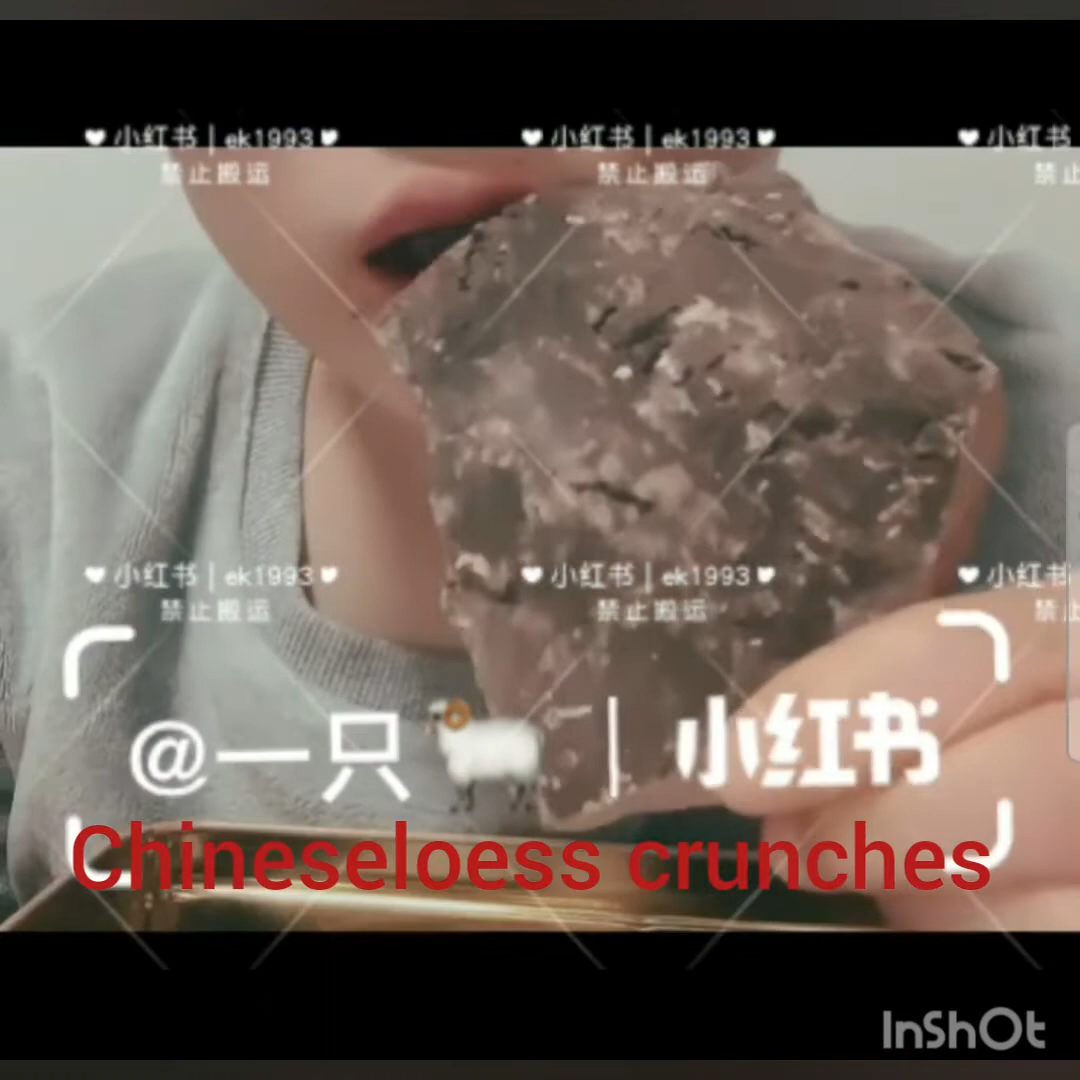 小红书 | ek1993 小红书 | ek1993 小红书
禁止搬运 禁止搬运 禁止
小红书 | ek1993 小红书 | ek1993 小红书
禁止搬运 禁止搬运 禁止
@一只 | 小红书
Chineseloess crunches
InShOt